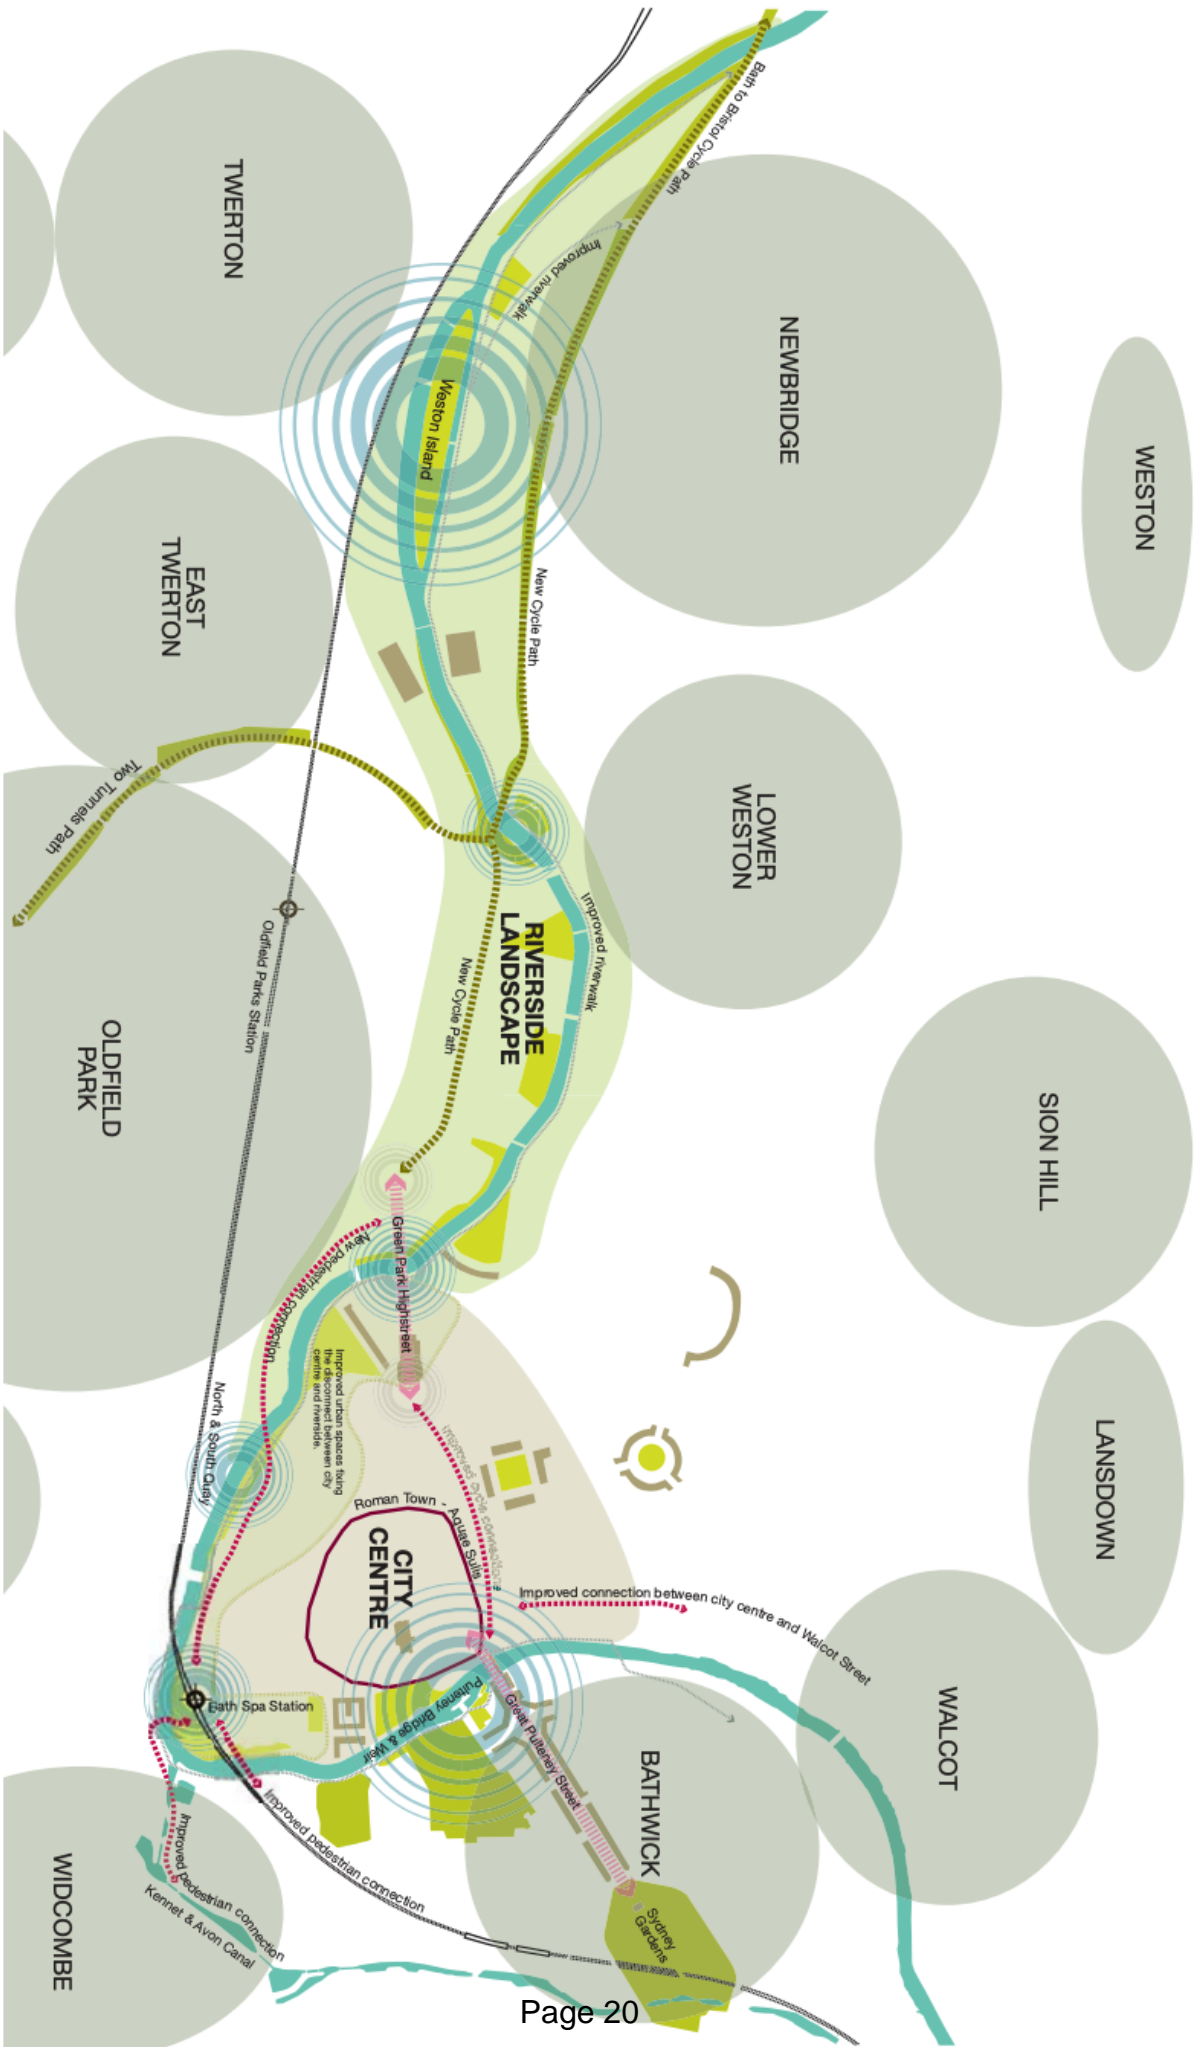 Bath to Bristol Cycle Path
TWERTON
NEWBRIDGE
WESTON
Improved riverwalk
Weston Island
EAST
TWERTON
New Cycle Path
Two Tunnels Path
LOWER
WESTON
Improved riverwalk
RIVERSIDE
LANDSCAPE
New Cycle Path
Oldfield Parks Station
OLDFIELD
PARK
SION HILL
Green Park Highstreet
New pedestrian connection
Improved urban spaces fixing
the disconnect between city
centre and riverside.
North & South Quay
Improved cycle connections
LANSDOWN
Roman Town - Aquae Sulis
CITY
CENTRE
Improved connection between city centre and Walcot Street
WALCOT
Bath Spa Station
Pulteney Bridge & Weir
Great Pulteney Street
BATHWICK
Improved pedestrian connection
Improved pedestrian connection
Kennet & Avon Canal
WIDCOMBE
Sydney
Gardens
Page 20